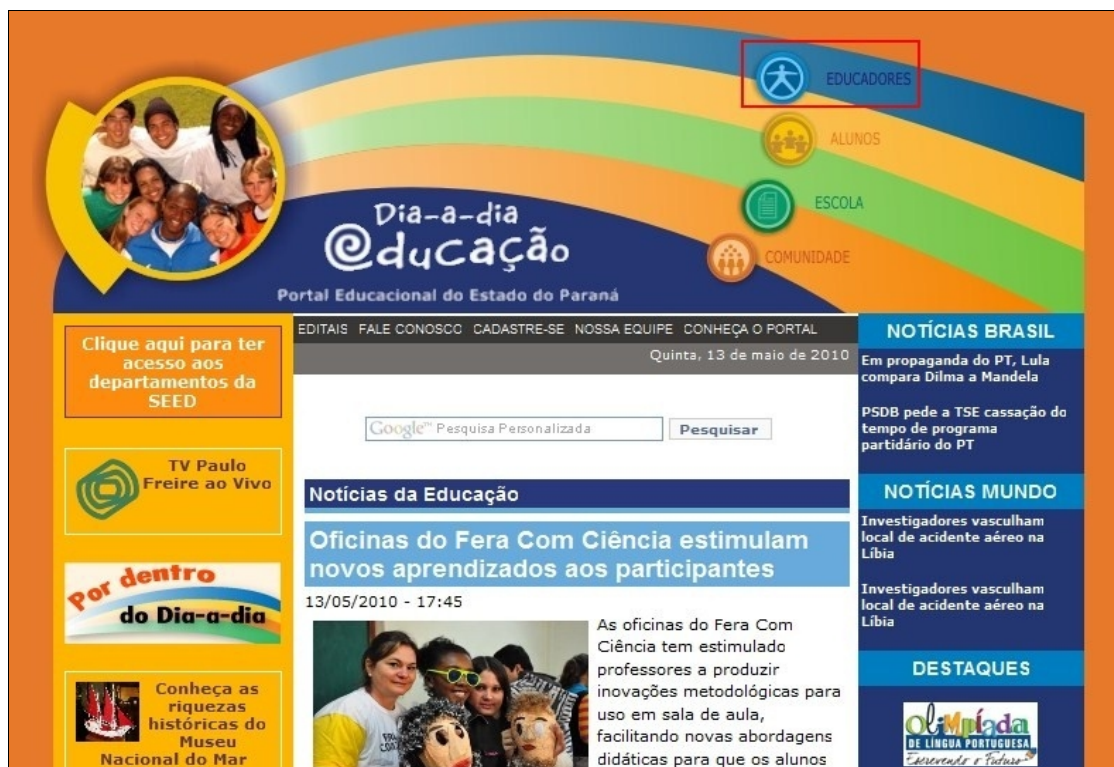 EDUCADORES
ALUNOS
ESCOLA
COMUNIDADE
Dia-a-dia
educação
Portal Educacional do Estado do Paraná
EDITAIS FALE CONOSCO CADASTRE-SE NOSSA EQUIPE CONHEÇA O PORTAL
Quinta, 13 de maio de 2010
Clique aqui para ter
acesso aos
departamentos da
SEED
TV Paulo
Freire ao Vivo
Por dentro
do Dia-a-dia
Conheça as
riquezas
históricas do
Museu
Nacional do Mar
Google™ Pesquisa Personalizada
Pesquisar
Notícias da Educação
Oficinas do Fera Com Ciência estimulam
novos aprendizados aos participantes
13/05/2010 - 17:45
As oficinas do Fera Com
Ciência tem estimulado
professores a produzir
inovações metodológicas para
uso em sala de aula,
facilitando novas abordagens
didáticas para que os alunos
NOTÍCIAS BRASIL
Em propaganda do PT, Lula
compara Dilma a Mandela
PSDB pede a TSE cassação do
tempo de programa
partidário do PT
NOTÍCIAS MUNDO
Investigadores vasculham
local de acidente aéreo na
Líbia
Investigadores vasculham
local de acidente aéreo na
Líbia
DESTAQUES
Olimpíada
DE LÍNGUA PORTUGUESA
Escrevendo o Futuro